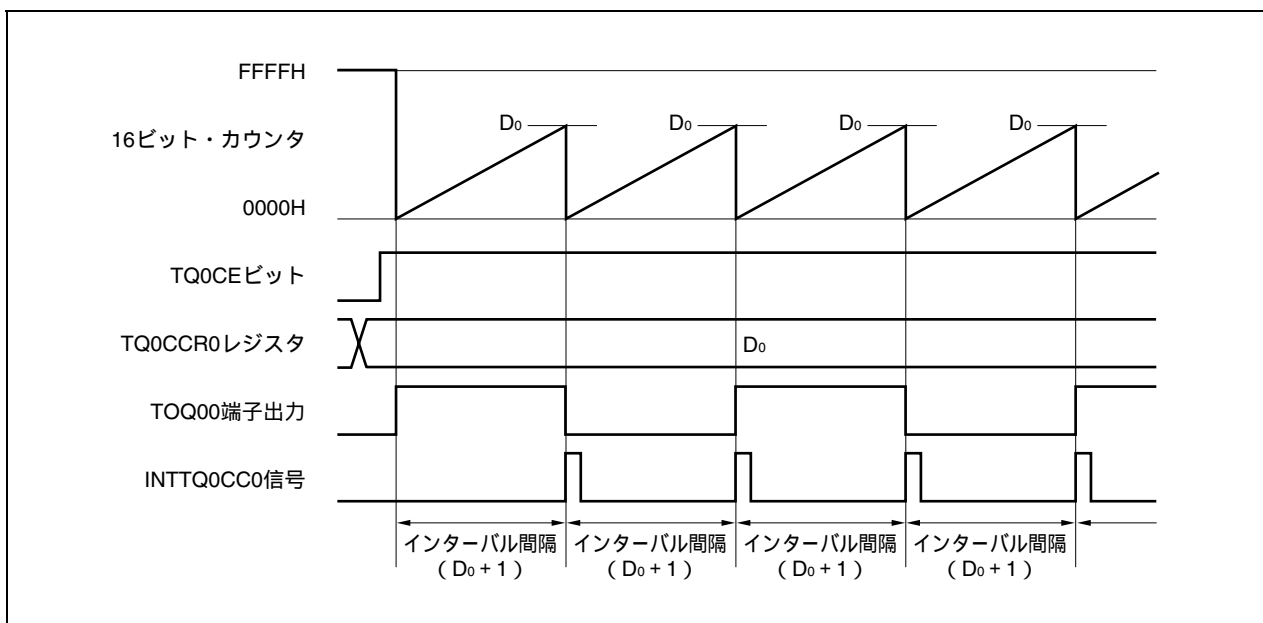 FFFFH
16ビット・カウンタ
D0 D0 D0 D0
0000H
TQ0CEビット
TQ0CCR0レジスタ
D0
TOQ00端子出力
INTTQ0CC0信号
インターバル間隔 インターバル間隔 インターバル間隔 インターバル間隔
（D0 + 1） （D0 + 1） （D0 + 1） （D0 + 1）